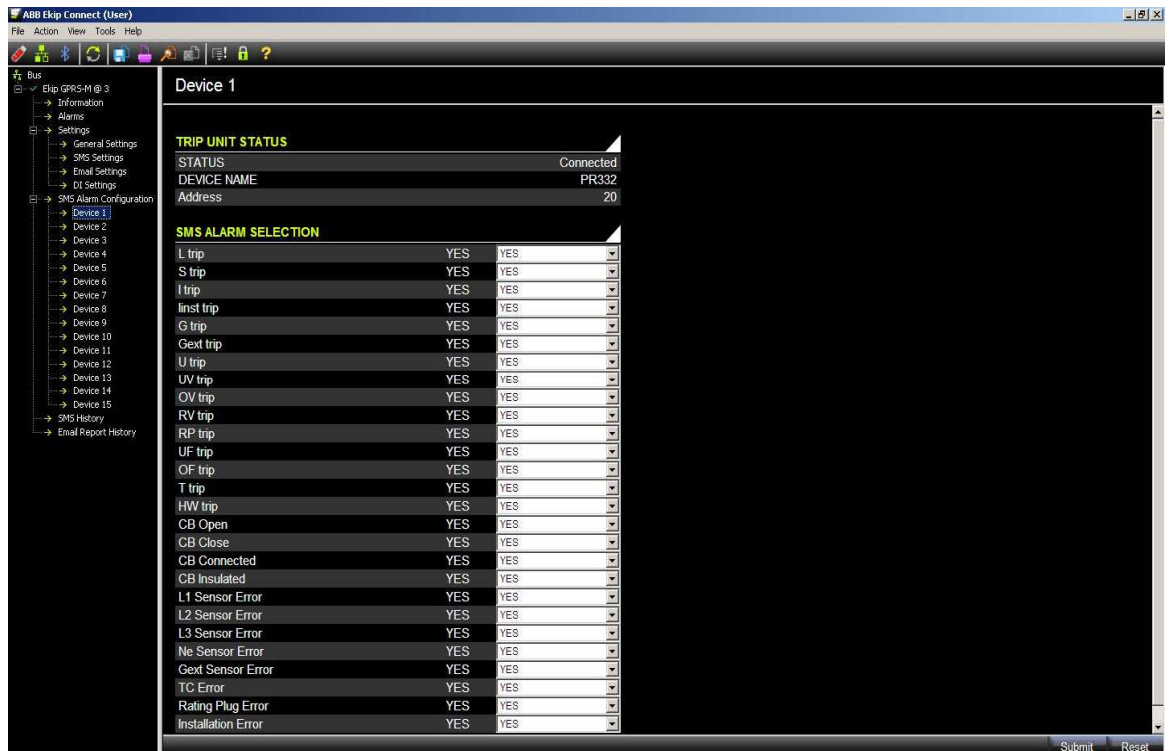 ABB Ekip Connect (User)
File Action View Tools Help
Bus
Ekip GPRS-M @ 3
Information
Alarms
Settings
General Settings
SMS Settings
Email Settings
DI Settings
SMS Alarm Configuration
Device 1
Device 2
Device 3
Device 4
Device 5
Device 6
Device 7
Device 8
Device 9
Device 10
Device 11
Device 12
Device 13
Device 14
Device 15
SMS History
Email Report History
Device 1
TRIP UNIT STATUS
STATUS Connected
DEVICE NAME PR332
Address 20
SMS ALARM SELECTION
L trip YES YES
S trip YES YES
I trip YES YES
Iinst trip YES YES
G trip YES YES
Gext trip YES YES
U trip YES YES
UV trip YES YES
OV trip YES YES
RV trip YES YES
RP trip YES YES
UF trip YES YES
OF trip YES YES
T trip YES YES
HW trip YES YES
CB Open YES YES
CB Close YES YES
CB Connected YES YES
CB Insulated YES YES
L1 Sensor Error YES YES
L2 Sensor Error YES YES
L3 Sensor Error YES YES
Ne Sensor Error YES YES
Gext Sensor Error YES YES
TC Error YES YES
Rating Plug Error YES YES
Installation Error YES YES
Submit Reset